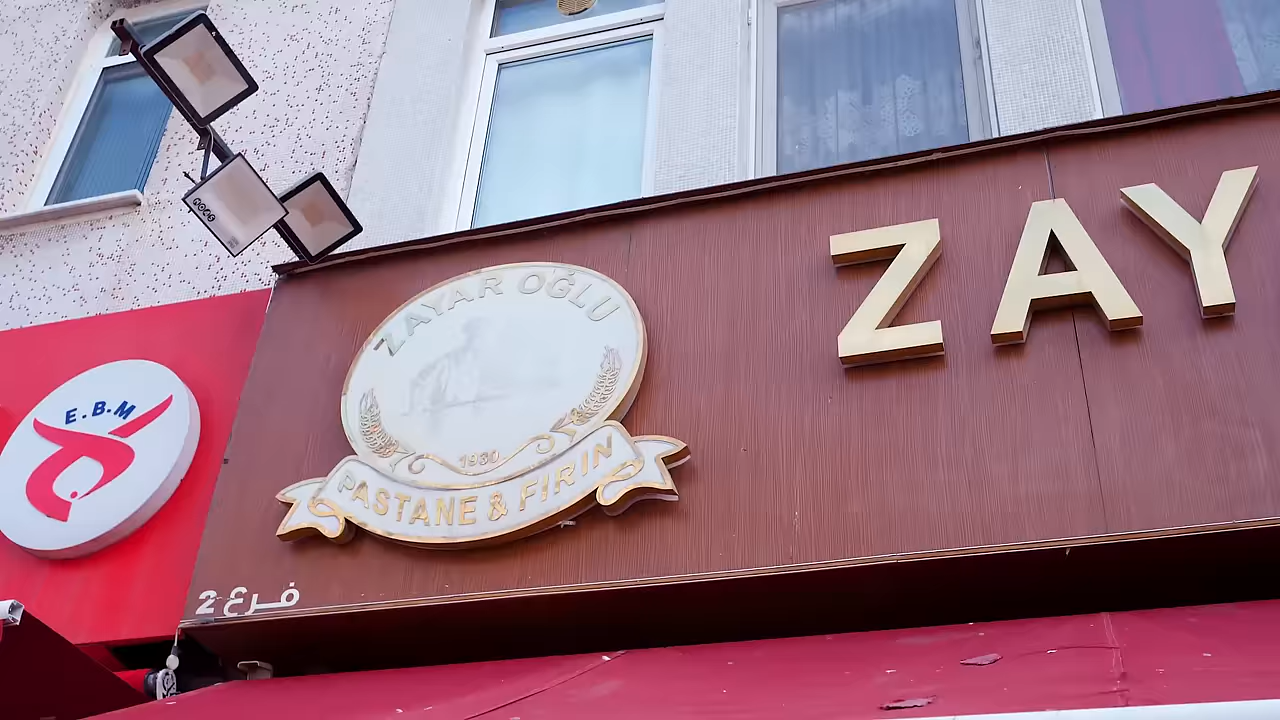 E.B.M
ZAYAR OĞLU
1930
PASTANE & FIRIN
ZAY
فرع 2